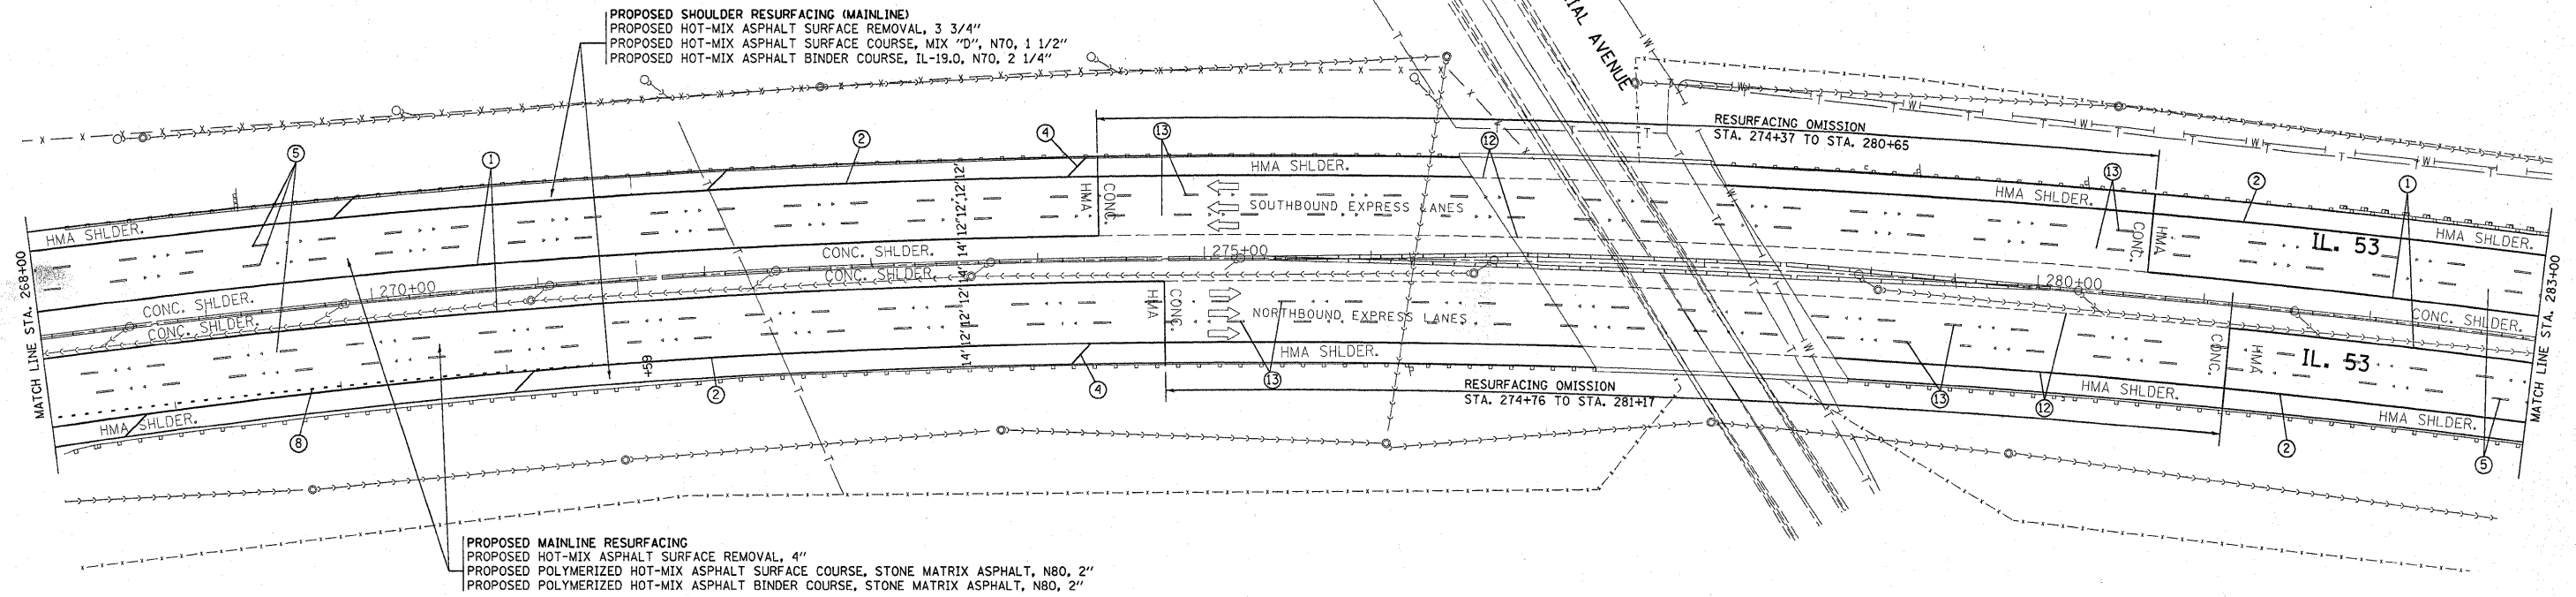 PROPOSED SHOULDER RESURFACING (MAINLINE)
PROPOSED HOT-MIX ASPHALT SURFACE REMOVAL, 3 3/4"
PROPOSED HOT-MIX ASPHALT SURFACE COURSE, MIX "D", N70, 1 1/2"
PROPOSED HOT-MIX ASPHALT BINDER COURSE, IL-19.0, N70, 2 1/4"
AVENUE
RESURFACING OMISSION
STA. 274+37 TO STA. 280+65
5
1
2
4
13
12
13
2
1
HMA SHLDER.
HMA SHLDER.
HMA SHLDER.
HMA SHLDER.
HMA
CONC.
SOUTHBOUND EXPRESS LANES
CONC.
HMA
IL. 53
MATCH LINE STA. 268+00
14' 12' 12' 12' 12'
CONC. SHLDER.
CONC. SHLDER.
CONC. SHLDER.
CONC. SHLDER.
270+00
275+00
280+00
CONC. SHLDER.
MATCH LINE STA. 283+00
HMA
CONC.
NORTHBOUND EXPRESS LANES
CONC.
HMA
IL. 53
14' 12' 12' 12' 14'
+59
HMA SHLDER.
HMA SHLDER.
HMA SHLDER.
HMA SHLDER.
8
2
4
13
RESURFACING OMISSION
STA. 274+76 TO STA. 281+17
13
12
2
5
PROPOSED MAINLINE RESURFACING
PROPOSED HOT-MIX ASPHALT SURFACE REMOVAL, 4"
PROPOSED POLYMERIZED HOT-MIX ASPHALT SURFACE COURSE, STONE MATRIX ASPHALT, N80, 2"
PROPOSED POLYMERIZED HOT-MIX ASPHALT BINDER COURSE, STONE MATRIX ASPHALT, N80, 2"